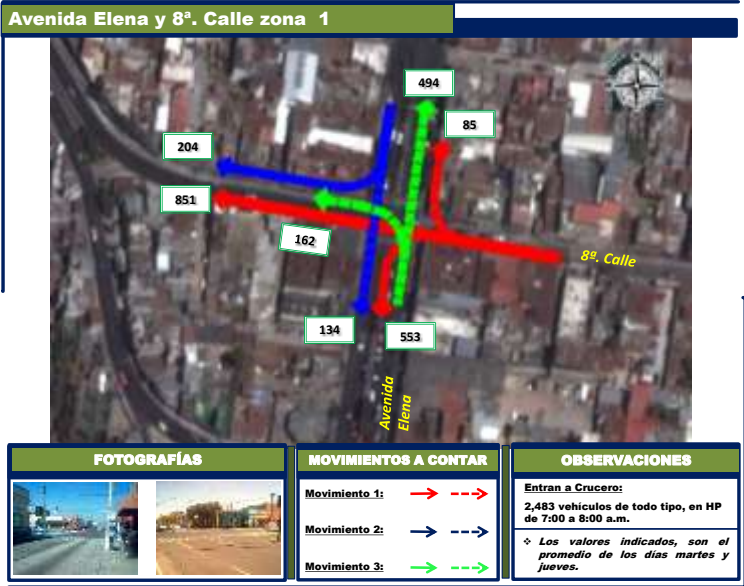 Avenida Elena y 8ª. Calle zona 1
494
85
204
851
162
8ª. Calle
134
553
Avenida
Elena
FOTOGRAFÍAS
MOVIMIENTOS A CONTAR
Movimiento 1:
Movimiento 2:
Movimiento 3:
OBSERVACIONES
Entran a Crucero:
2,483 vehículos de todo tipo, en HP
de 7:00 a 8:00 a.m.
❖ Los valores indicados, son el
promedio de los días martes y
jueves.